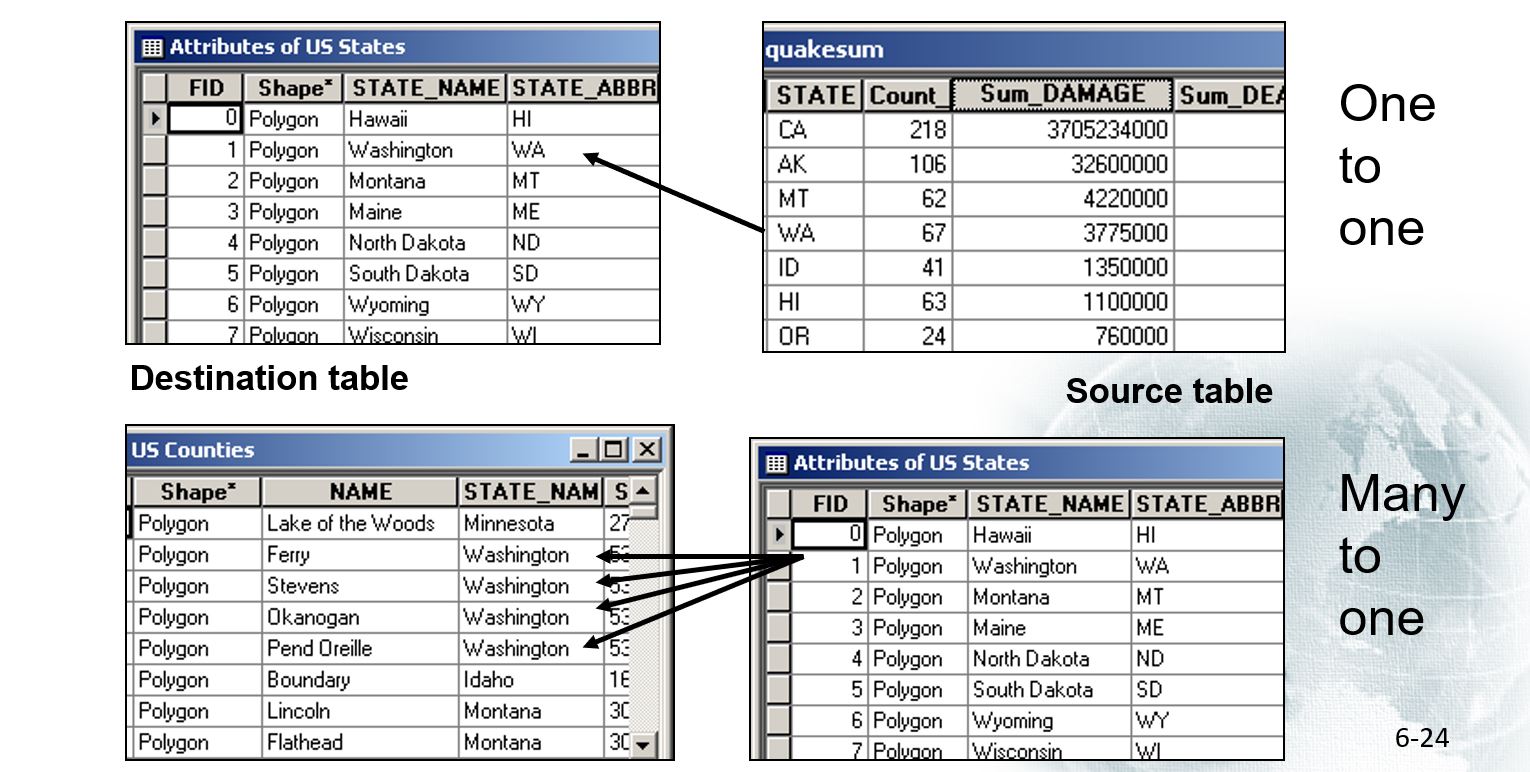 Attributes of US States
FID Shape* STATE_NAME STATE_ABBR
0 Polygon Hawaii HI
1 Polygon Washington WA
2 Polygon Montana MT
3 Polygon Maine ME
4 Polygon North Dakota ND
5 Polygon South Dakota SD
6 Polygon Wyoming WY
7 Polygon Wisconsin WI
Destination table
quakesum
STATE Count_ Sum_DAMAGE Sum_DEA
CA 218 3705234000
AK 106 32600000
MT 62 4220000
WA 67 3775000
ID 41 1350000
HI 63 1100000
OR 24 760000
Source table
One
to
one
US Counties
Shape* NAME STATE_NAM S
Polygon Lake of the Woods Minnesota 27
Polygon Ferry Washington 53
Polygon Stevens Washington 53
Polygon Okanogan Washington 53
Polygon Pend Oreille Washington 53
Polygon Boundary Idaho 16
Polygon Lincoln Montana 30
Polygon Flathead Montana 30
Attributes of US States
FID Shape* STATE_NAME STATE_ABBR
0 Polygon Hawaii HI
1 Polygon Washington WA
2 Polygon Montana MT
3 Polygon Maine ME
4 Polygon North Dakota ND
5 Polygon South Dakota SD
6 Polygon Wyoming WY
7 Polygon Wisconsin WI
Many
to
one
6-24